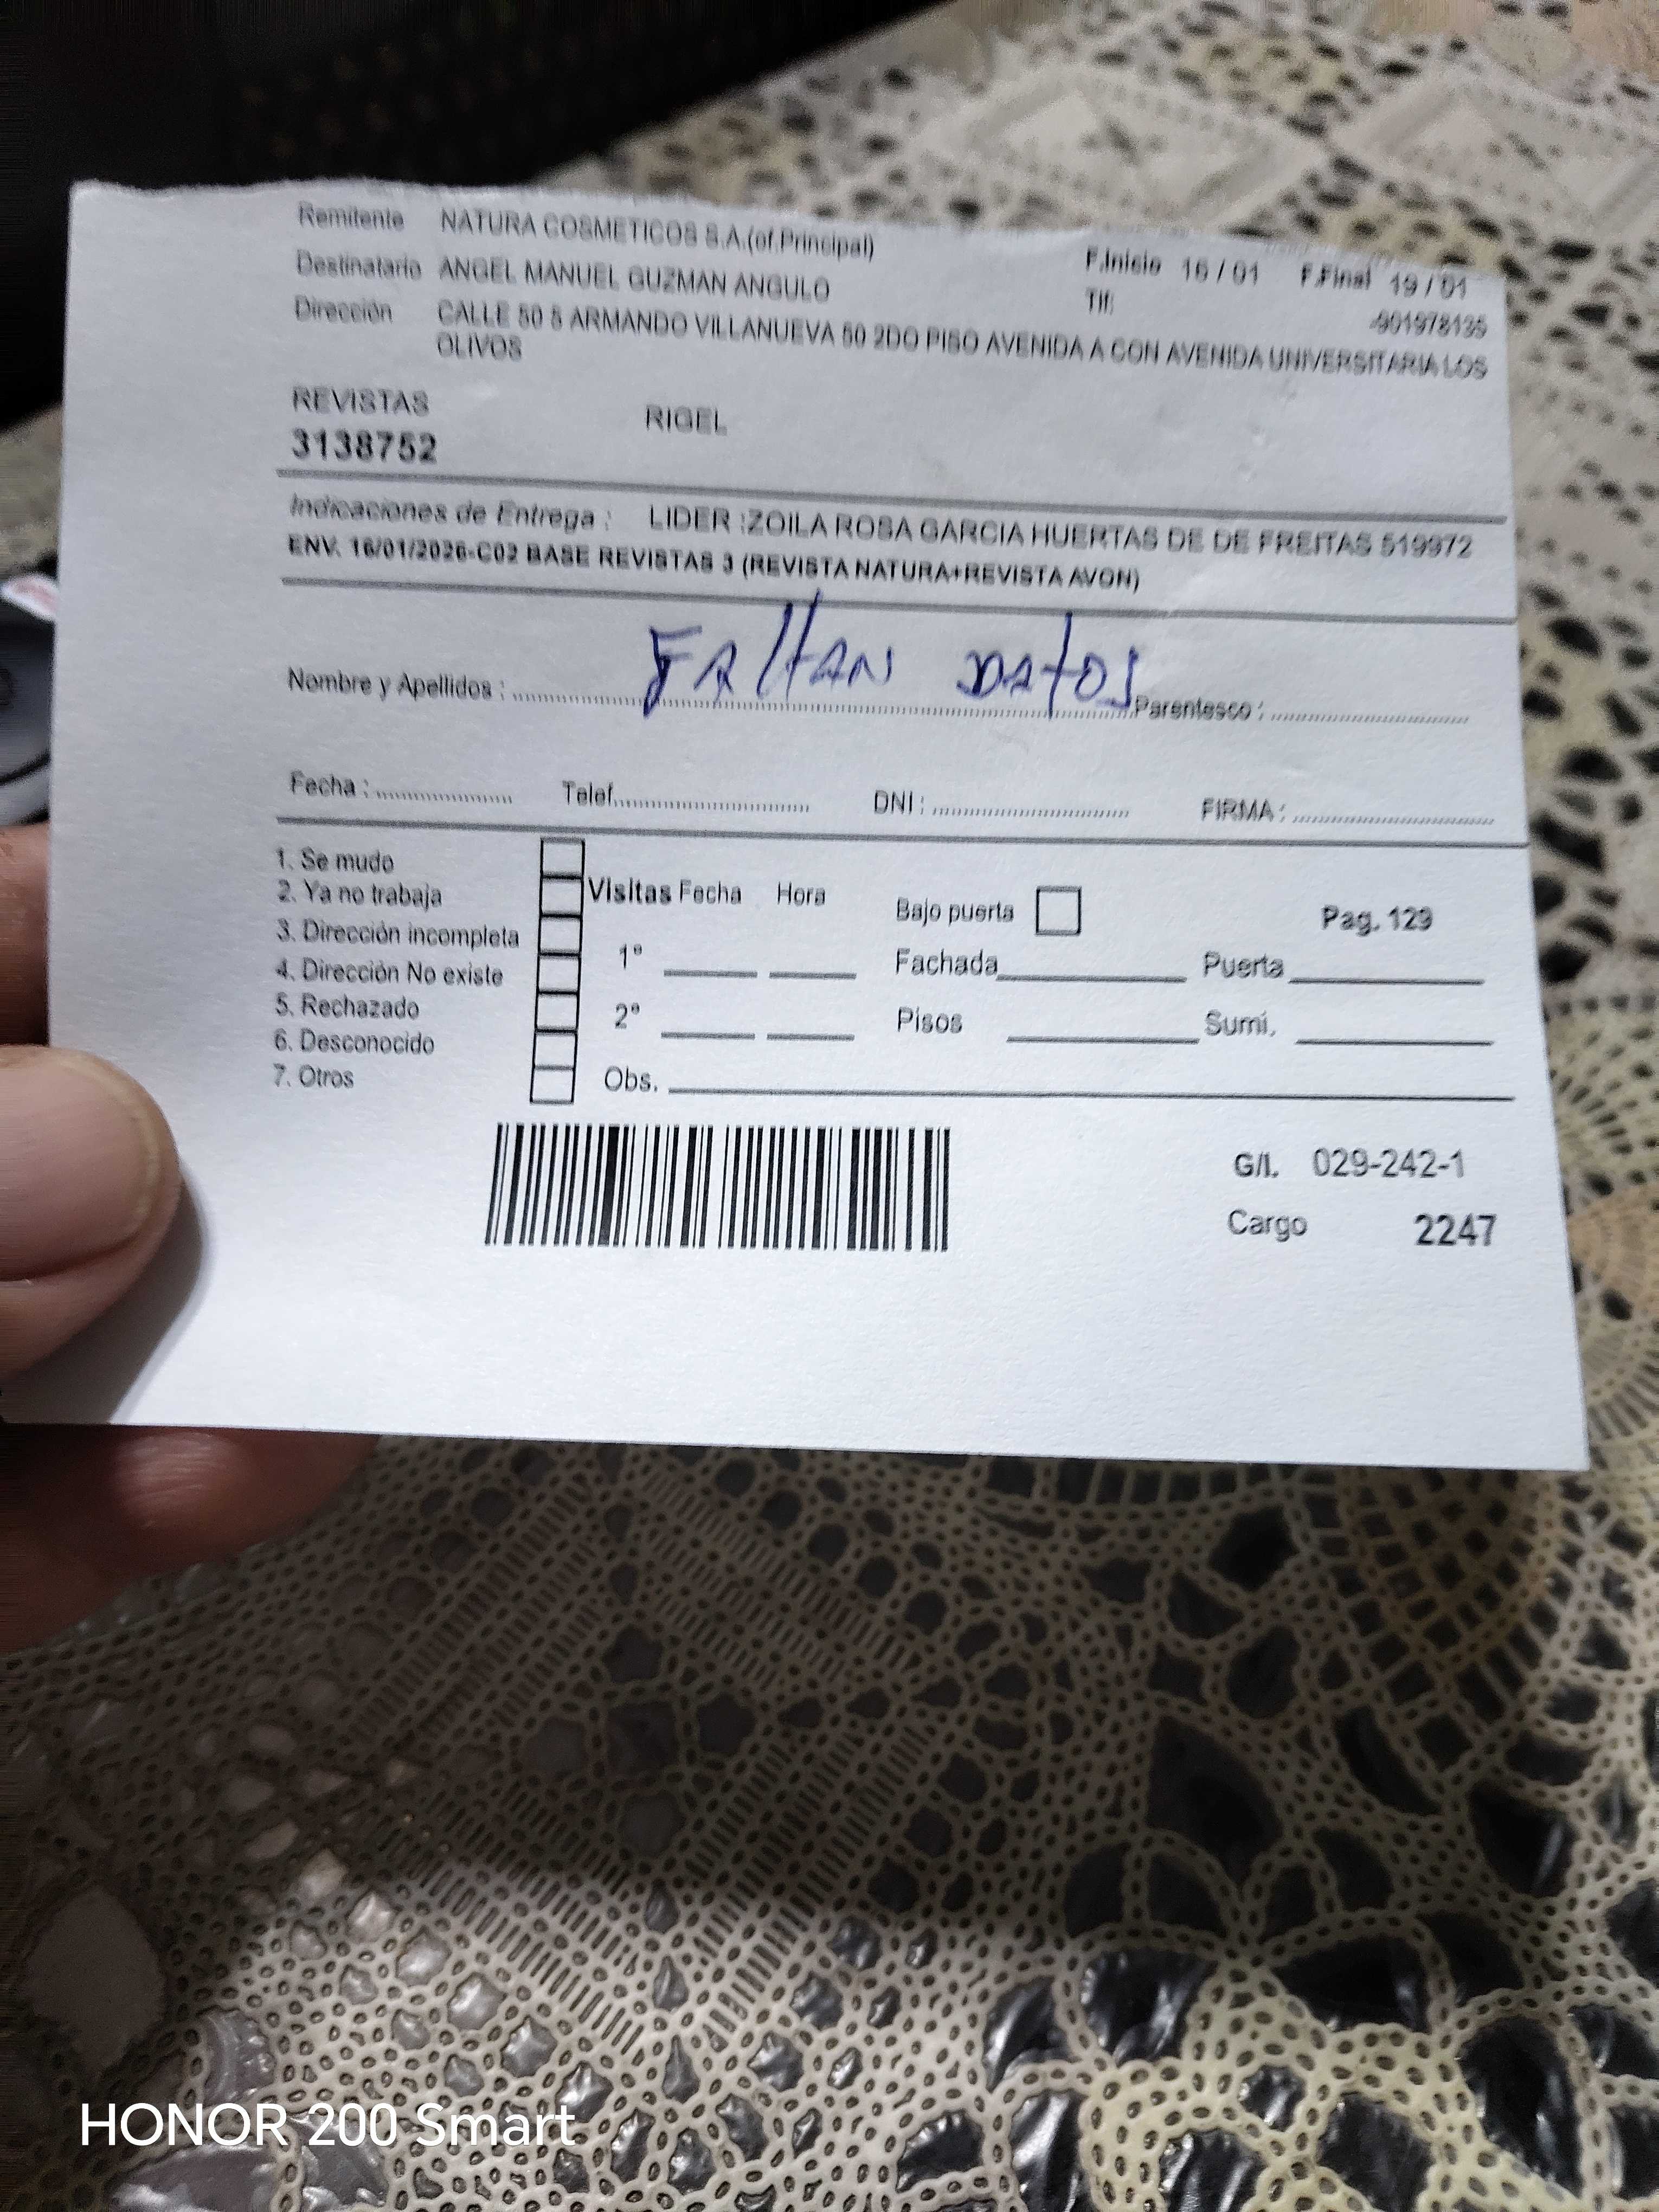 Remitente NATURA COSMETICOS S.A.(of.Principal)
F.Inicio 16 / 01 F.Final 19 / 01
Destinatario ANGEL MANUEL GUZMAN ANGULO
Tlf: -901978135
Dirección CALLE 50 5 ARMANDO VILLANUEVA 50 2DO PISO AVENIDA A CON AVENIDA UNIVERSITARIA LOS
OLIVOS
REVISTAS RIGEL
3138752
Indicaciones de Entrega : LIDER :ZOILA ROSA GARCIA HUERTAS DE DE FREITAS 519972
ENV. 16/01/2026-C02 BASE REVISTAS 3 (REVISTA NATURA+REVISTA AVON)
FAltAN DAtOS
Nombre y Apellidos : Parentesco :
Fecha : Telef. DNI : FIRMA :
1. Se mudo
2. Ya no trabaja
3. Dirección incompleta
4. Dirección No existe
5. Rechazado
6. Desconocido
7. Otros
Visitas Fecha Hora
1°
2°
Obs.
Bajo puerta Pag. 129
Fachada Puerta
Pisos Sumi.
G/I. 029-242-1
Cargo 2247
HONOR 200 Smart